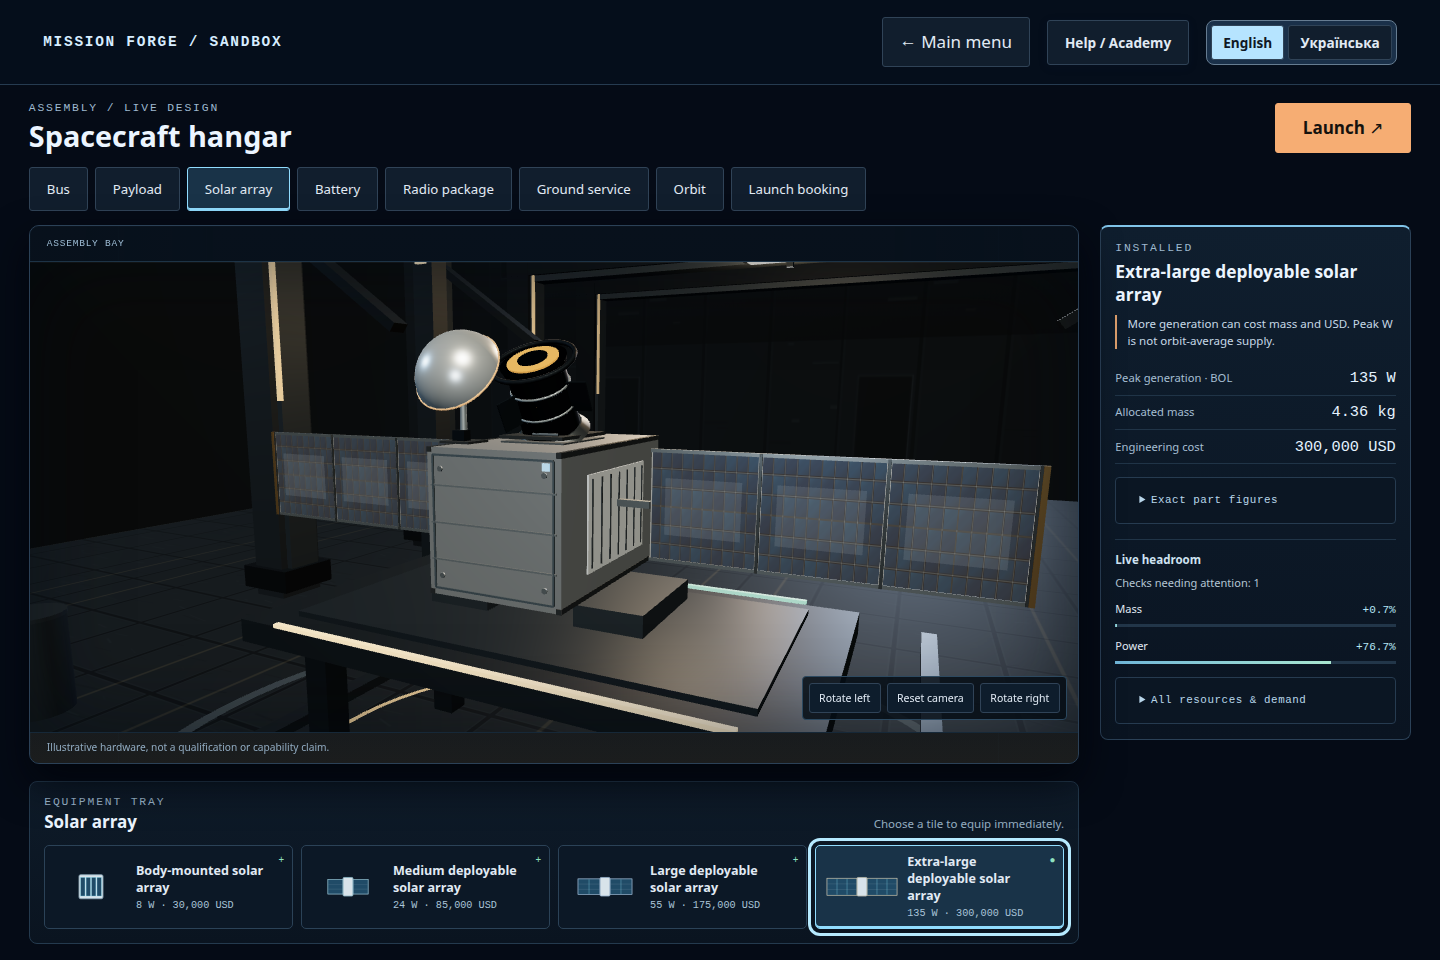 MISSION FORGE / SANDBOX
← Main menu
Help / Academy
English
Українська
ASSEMBLY / LIVE DESIGN
Spacecraft hangar
Launch ↗
Bus
Payload
Solar array
Battery
Radio package
Ground service
Orbit
Launch booking
ASSEMBLY BAY
Rotate left
Reset camera
Rotate right
Illustrative hardware, not a qualification or capability claim.
INSTALLED
Extra-large deployable solar
array
More generation can cost mass and USD. Peak W
is not orbit-average supply.
Peak generation · BOL 135 W
Allocated mass 4.36 kg
Engineering cost 300,000 USD
▶ Exact part figures
Live headroom
Checks needing attention: 1
Mass +0.7%
Power +76.7%
▶ All resources & demand
EQUIPMENT TRAY
Solar array
Choose a tile to equip immediately.
Body-mounted solar
array
8 W · 30,000 USD
+
Medium deployable
solar array
24 W · 85,000 USD
+
Large deployable
solar array
55 W · 175,000 USD
+
Extra-large
deployable solar
array
135 W · 300,000 USD